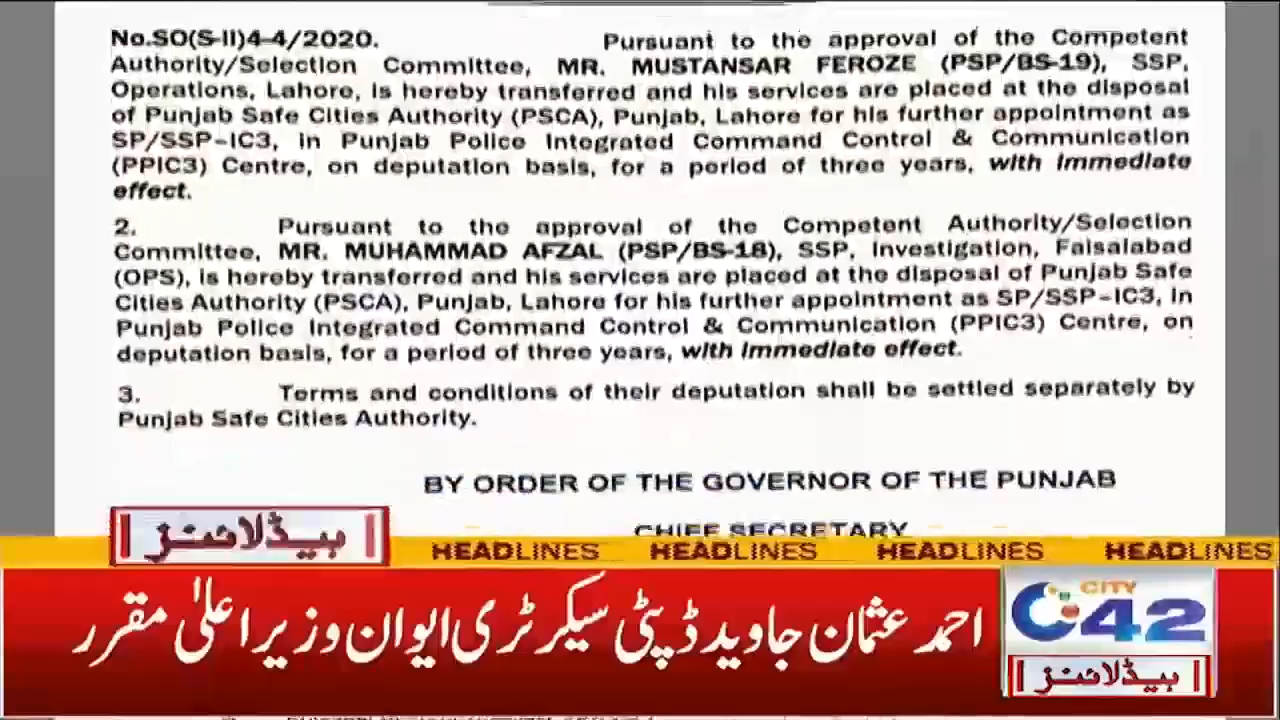 No.SO(S-II)4-4/2020. Pursuant to the approval of the Competent
Authority/Selection Committee, MR. MUSTANSAR FEROZE (PSP/BS-19), SSP,
Operations, Lahore, is hereby transferred and his services are placed at the disposal
of Punjab Safe Cities Authority (PSCA), Punjab, Lahore for his further appointment as
SP/SSP-IC3, in Punjab Police Integrated Command Control & Communication
(PPIC3) Centre, on deputation basis, for a period of three years, with immediate
effect.
2. Pursuant to the approval of the Competent Authority/Selection
Committee, MR. MUHAMMAD AFZAL (PSP/BS-18), SSP, Investigation, Faisalabad
(OPS), is hereby transferred and his services are placed at the disposal of Punjab Safe
Cities Authority (PSCA), Punjab, Lahore for his further appointment as SP/SSP-IC3, in
Punjab Police Integrated Command Control & Communication (PPIC3) Centre, on
deputation basis, for a period of three years, with immediate effect.
3. Terms and conditions of their deputation shall be settled separately by
Punjab Safe Cities Authority.
BY ORDER OF THE GOVERNOR OF THE PUNJAB
CHIEF SECRETARY
ہیڈلائنز
HEADLINES HEADLINES HEADLINES HEADLINES
احمد عثمان جاوید ڈپٹی سیکرٹری ایوان وزیراعلیٰ مقرر
CITY
42
ہیڈلائنز